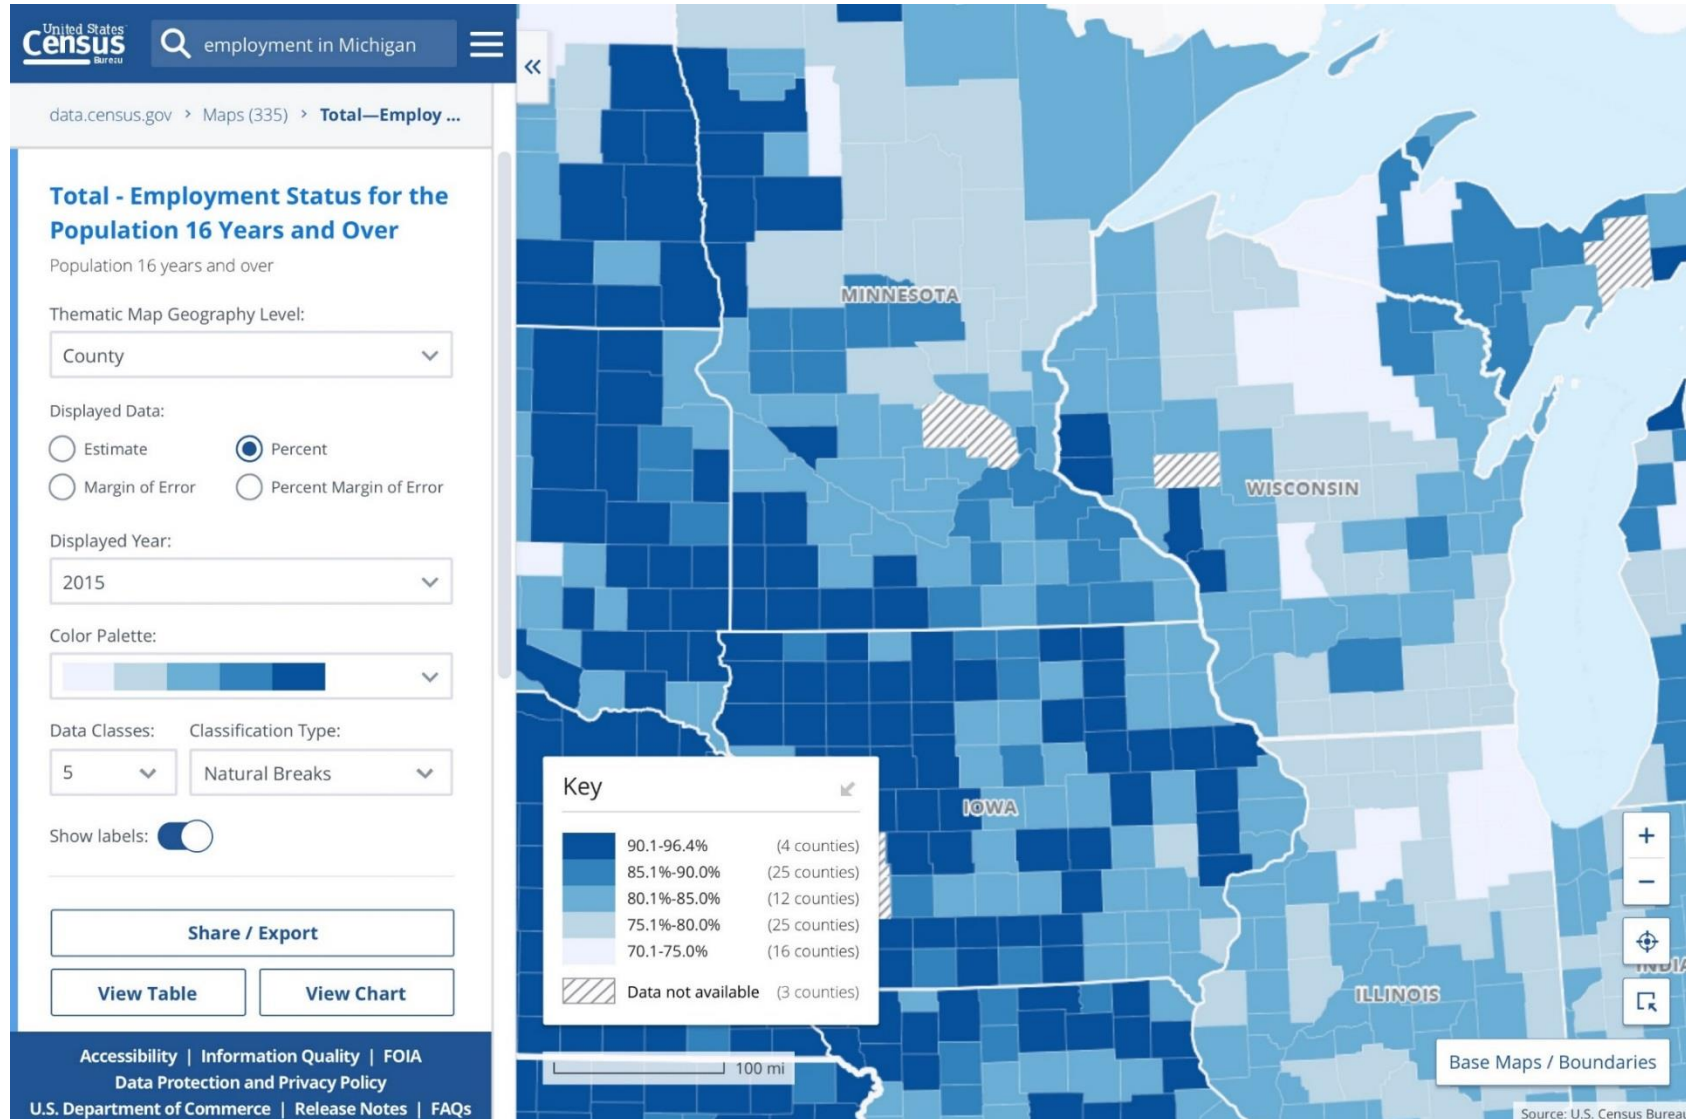 United States®
Census
Bureau
employment in Michigan
data.census.gov > Maps (335) > Total—Employ ...
Total - Employment Status for the
Population 16 Years and Over
Population 16 years and over
Thematic Map Geography Level:
County
Displayed Data:
Estimate
Percent
Margin of Error
Percent Margin of Error
Displayed Year:
2015
Color Palette:
Data Classes:
Classification Type:
5
Natural Breaks
Show labels:
Share / Export
View Table
View Chart
Accessibility | Information Quality | FOIA
Data Protection and Privacy Policy
U.S. Department of Commerce | Release Notes | FAQs
«
MINNESOTA
WISCONSIN
IOWA
ILLINOIS
INDIA
Key
90.1-96.4% (4 counties)
85.1%-90.0% (25 counties)
80.1%-85.0% (12 counties)
75.1%-80.0% (25 counties)
70.1-75.0% (16 counties)
Data not available (3 counties)
100 mi
+
−
Base Maps / Boundaries
Source: U.S. Census Bureau